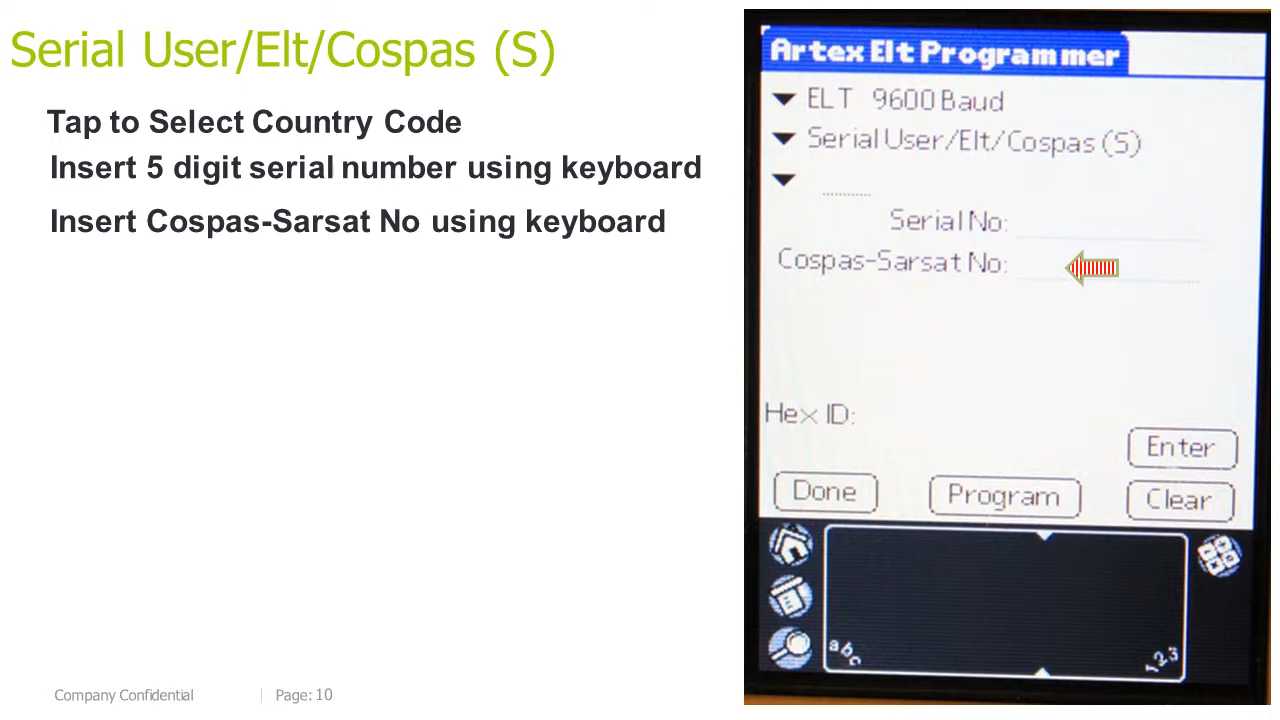 Serial User/Elt/Cospas (S)
Tap to Select Country Code
Insert 5 digit serial number using keyboard
Insert Cospas-Sarsat No using keyboard
Company Confidential
Page: 10
Artex Elt Programmer
ELT 9600 Baud
Serial User/Elt/Cospas (S)
Serial No:
Cospas-Sarsat No:
Hex ID:
Enter
Done
Program
Clear
abc
123